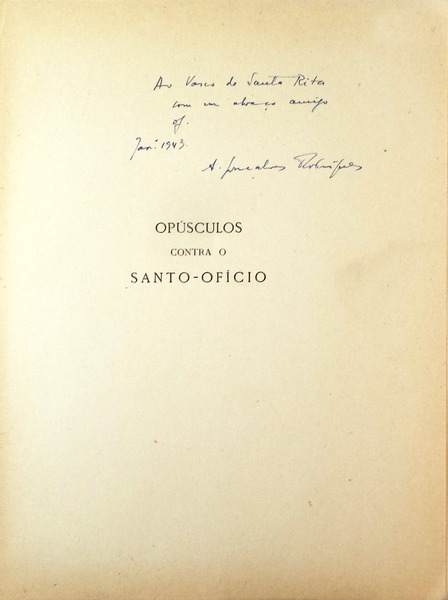 Ao Vasco de Santa Rita
com um abraço amigo
of.
Jan.º 1943.
A. Gonçalves Rodrigues
OPÚSCULOS
CONTRA O
SANTO-OFÍCIO